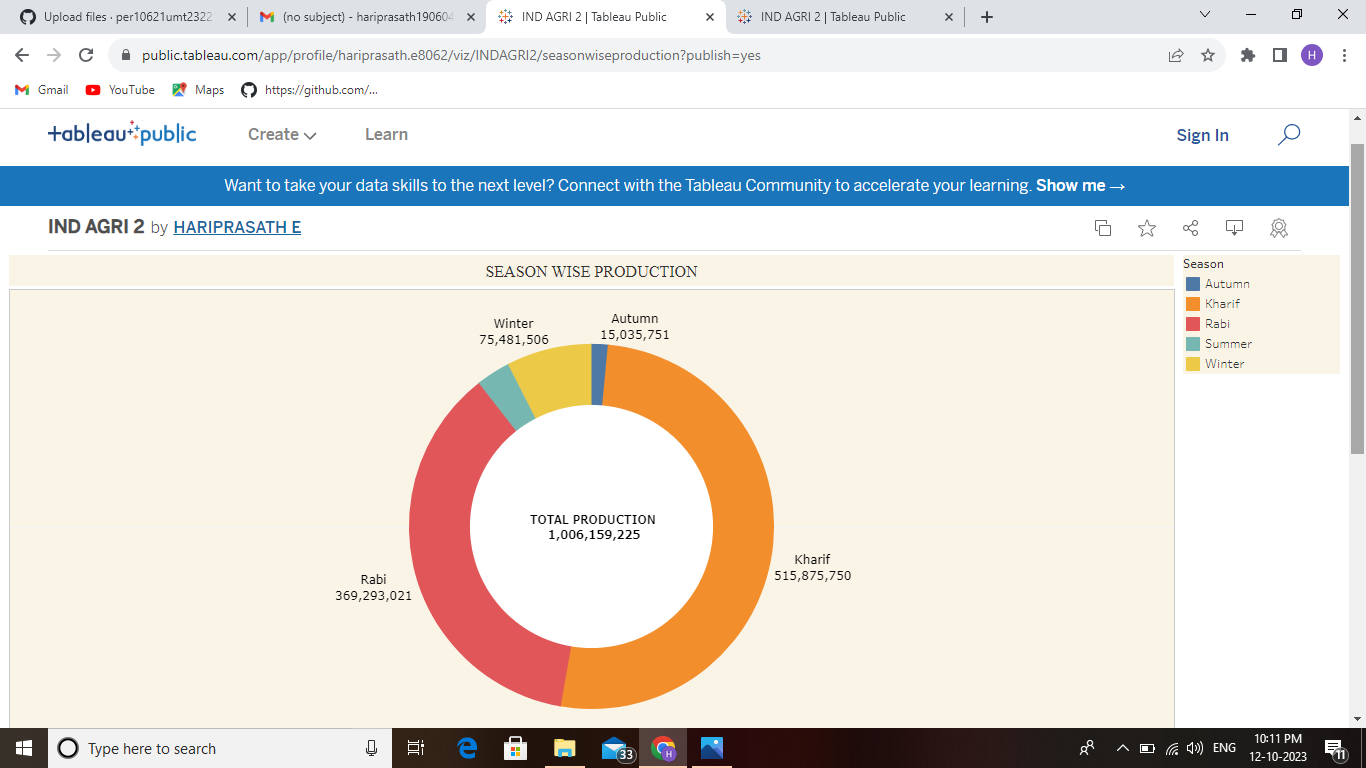 Upload files · per10621umt2322
(no subject) - hariprasath190604
IND AGRI 2 | Tableau Public
IND AGRI 2 | Tableau Public
public.tableau.com/app/profile/hariprasath.e8062/viz/INDAGRI2/seasonwiseproduction?publish=yes
H
Gmail
YouTube
Maps
https://github.com/...
+ableau+public
Create
Learn
Sign In
Want to take your data skills to the next level? Connect with the Tableau Community to accelerate your learning. Show me →
IND AGRI 2 by HARIPRASATH E
SEASON WISE PRODUCTION
Season
Autumn
Kharif
Rabi
Summer
Winter
Winter
75,481,506
Autumn
15,035,751
TOTAL PRODUCTION
1,006,159,225
Kharif
515,875,750
Rabi
369,293,021
Type here to search
33
H
ENG
10:11 PM
12-10-2023
11